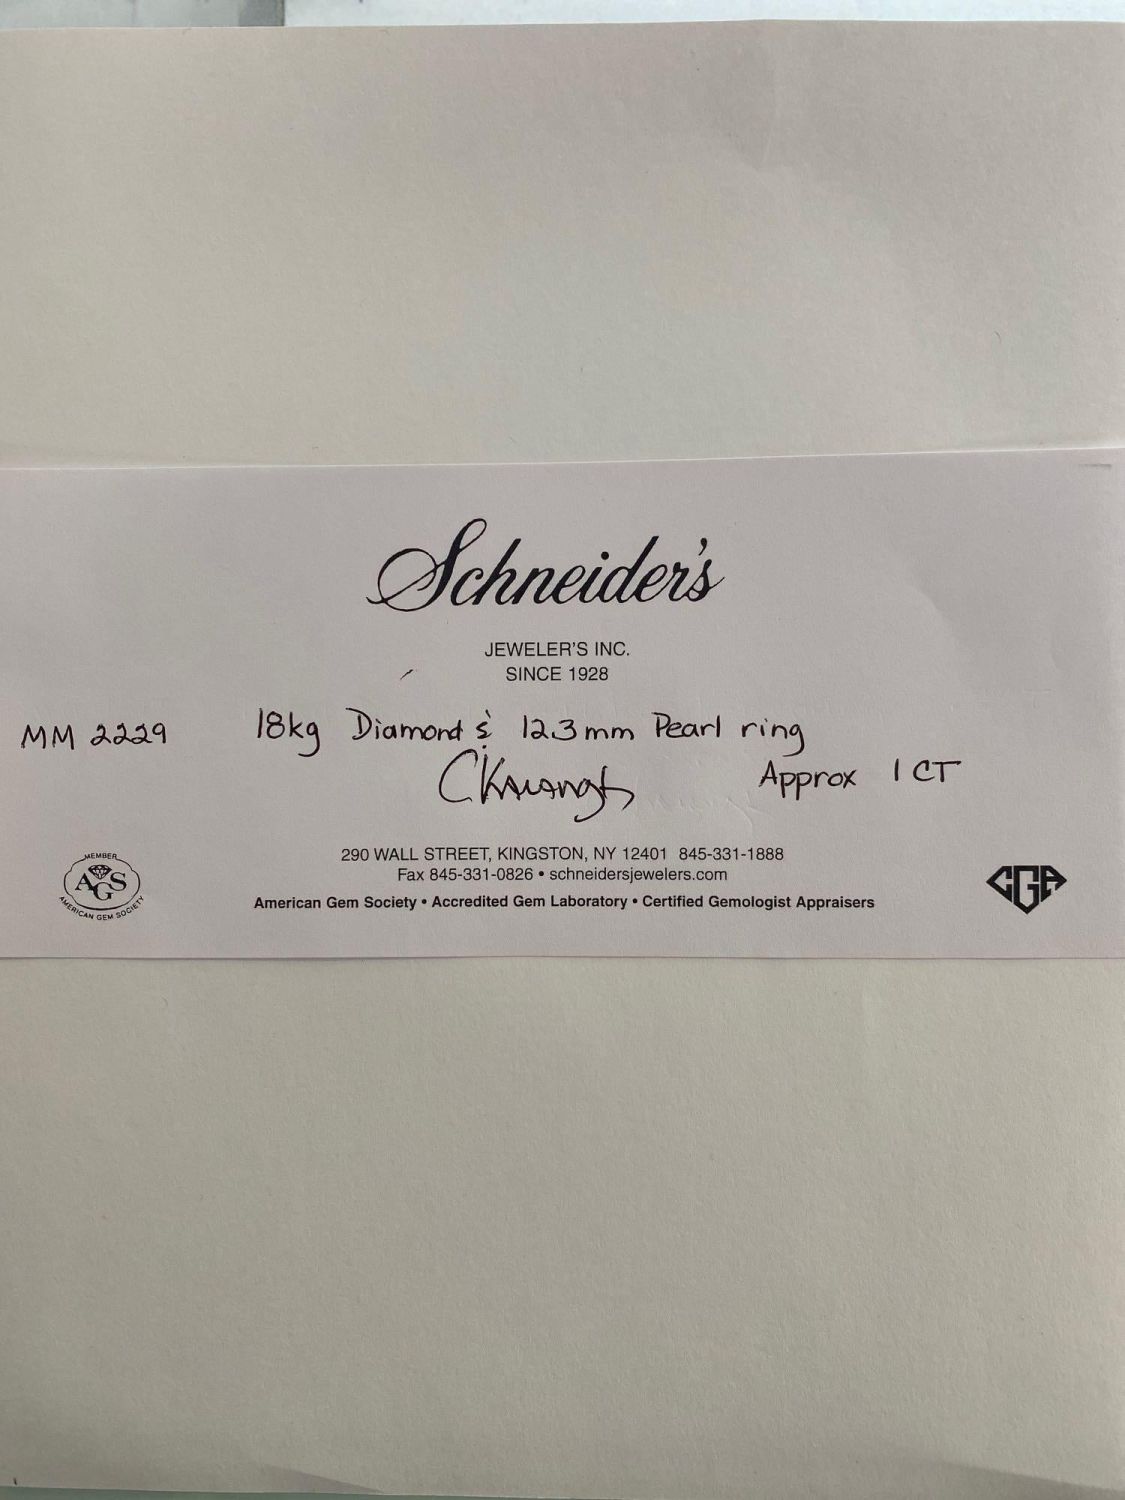 Schneider's
JEWELER'S INC.
SINCE 1928
MM 2229 18kg Diamond & 12.3mm Pearl ring
Approx 1 CT
290 WALL STREET, KINGSTON, NY 12401 845-331-1888
Fax 845-331-0826 • schneidersjewelers.com
American Gem Society • Accredited Gem Laboratory • Certified Gemologist Appraisers
MEMBER
AGS
AMERICAN GEM SOCIETY
CGA